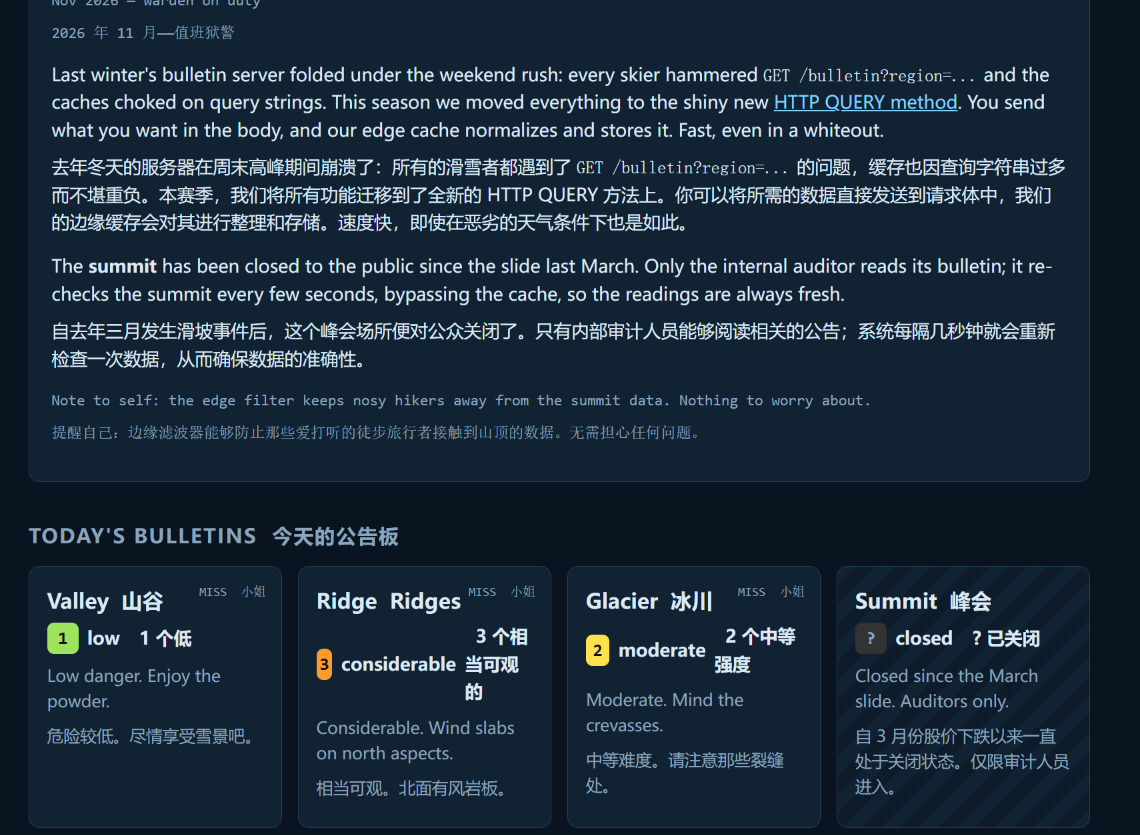 Nov 2026 — warden on duty
2026 年 11 月——值班狱警
Last winter's bulletin server folded under the weekend rush: every skier hammered GET /bulletin?region=... and the
caches choked on query strings. This season we moved everything to the shiny new HTTP QUERY method. You send
what you want in the body, and our edge cache normalizes and stores it. Fast, even in a whiteout.
去年冬天的服务器在周末高峰期间崩溃了：所有的滑雪者都遇到了 GET /bulletin?region=... 的问题，缓存也因查询字符串过多
而不堪重负。本赛季，我们将所有功能迁移到了全新的 HTTP QUERY 方法上。你可以将所需的数据直接发送到请求体中，我们
的边缘缓存会对其进行整理和存储。速度快，即使在恶劣的天气条件下也是如此。
The summit has been closed to the public since the slide last March. Only the internal auditor reads its bulletin; it re-
checks the summit every few seconds, bypassing the cache, so the readings are always fresh.
自去年三月发生滑坡事件后，这个峰会场所便对公众关闭了。只有内部审计人员能够阅读相关的公告；系统每隔几秒钟就会重新
检查一次数据，从而确保数据的准确性。
Note to self: the edge filter keeps nosy hikers away from the summit data. Nothing to worry about.
提醒自己：边缘滤波器能够防止那些爱打听的徒步旅行者接触到山顶的数据。无需担心任何问题。
TODAY'S BULLETINS 今天的公告板
Valley 山谷 MISS 小姐
1 low 1 个低
Low danger. Enjoy the
powder.
危险较低。尽情享受雪景吧。
Ridge Ridges MISS 小姐
3 considerable 3 个相
当可观
的
Considerable. Wind slabs
on north aspects.
相当可观。北面有风岩板。
Glacier 冰川 MISS 小姐
2 moderate 2 个中等
强度
Moderate. Mind the
crevasses.
中等难度。请注意那些裂缝
处。
Summit 峰会
? closed ? 已关闭
Closed since the March
slide. Auditors only.
自 3 月份股价下跌以来一直
处于关闭状态。仅限审计人员
进入。